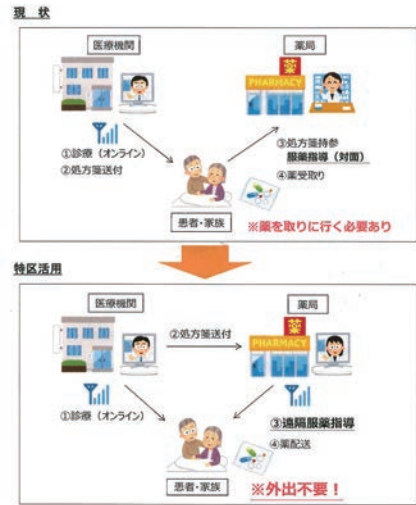 現 状
医療機関
薬局
薬
PHARMACY
①診療（オンライン）
②処方箋送付
③処方箋持参
服薬指導（対面）
④薬受取り
患者・家族
※薬を取りに行く必要あり
特区活用
医療機関
薬局
②処方箋送付
薬
PHARMACY
①診療（オンライン）
③遠隔服薬指導
④薬配送
患者・家族
※外出不要！